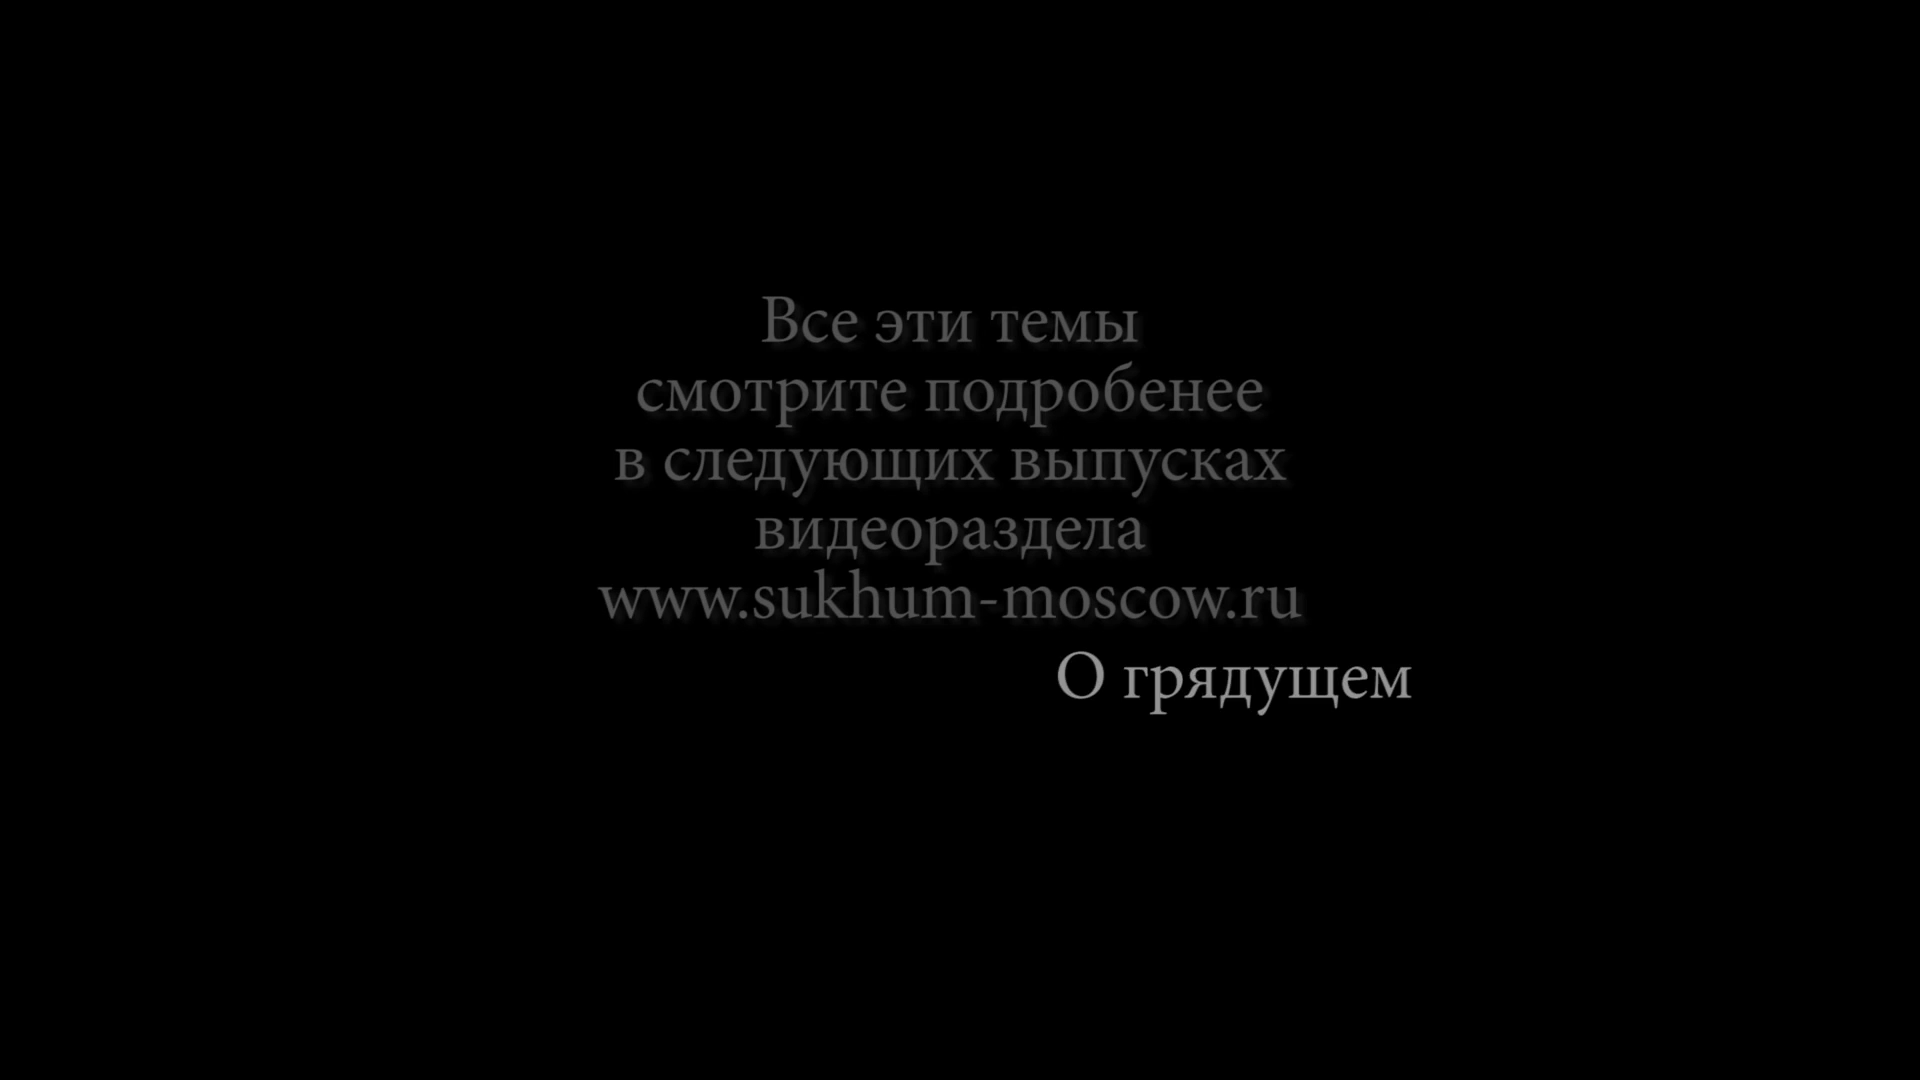 Все эти темы
смотрите подробенее
в следующих выпусках
видеораздела
www.sukhum-moscow.ru
О грядущем